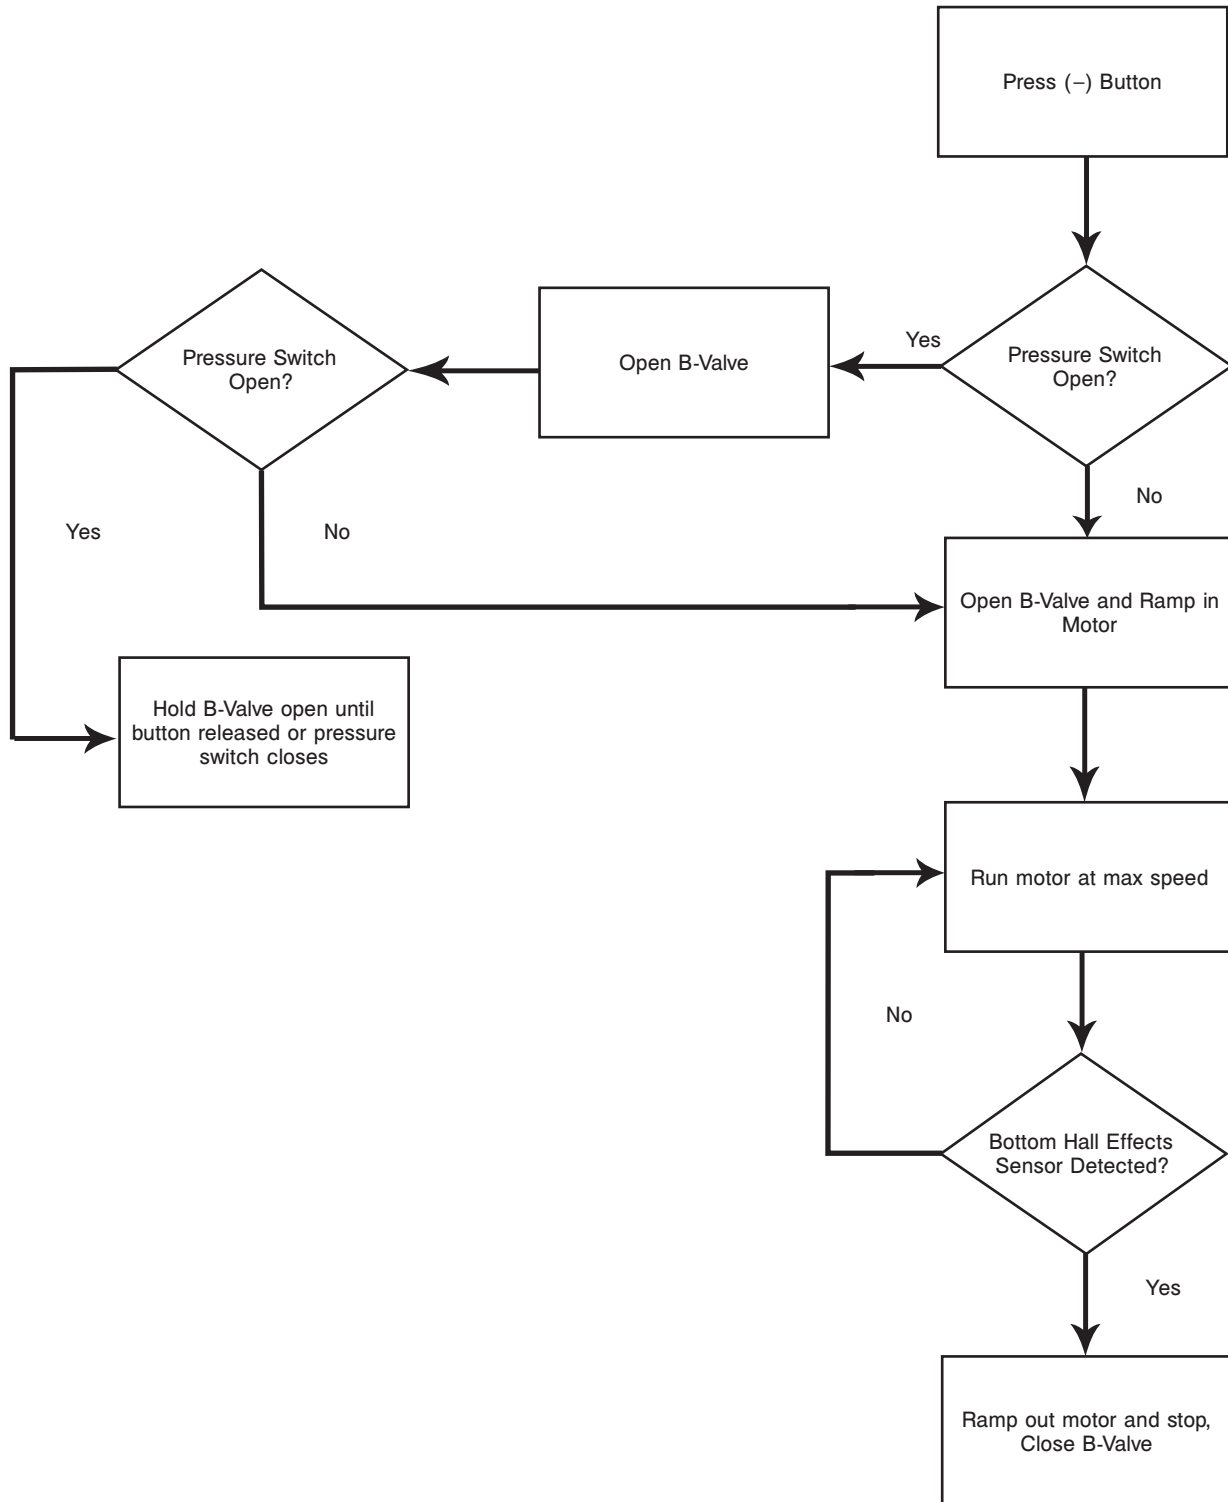 Press (–) Button
Pressure Switch
Open?
Yes
Open B-Valve
Pressure Switch
Open?
No
Yes
No
Open B-Valve and Ramp in
Motor
Hold B-Valve open until
button released or pressure
switch closes
Run motor at max speed
No
Bottom Hall Effects
Sensor Detected?
Yes
Ramp out motor and stop,
Close B-Valve